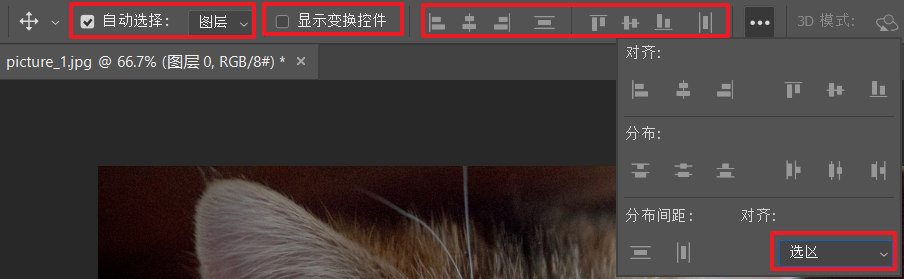 自动选择： 图层 显示变换控件 3D 模式：
picture_1.jpg @ 66.7% (图层 0, RGB/8#) * ×
对齐：
分布：
分布间距： 对齐：
选区